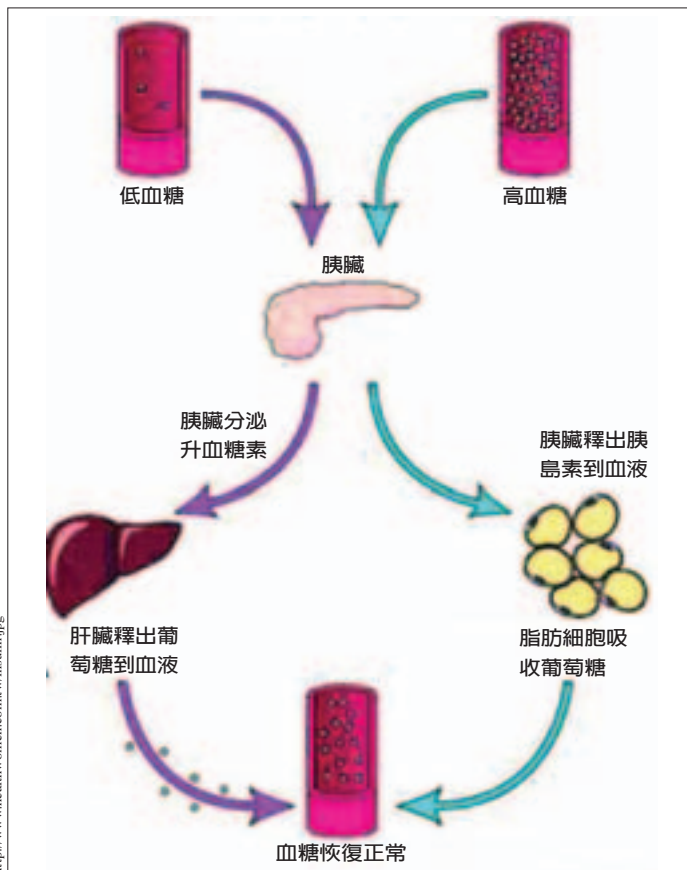 低血糖
高血糖
胰臟
胰臟分泌
升血糖素
胰臟釋出胰
島素到血液
肝臟釋出葡
萄糖到血液
脂肪細胞吸
收葡萄糖
血糖恢復正常